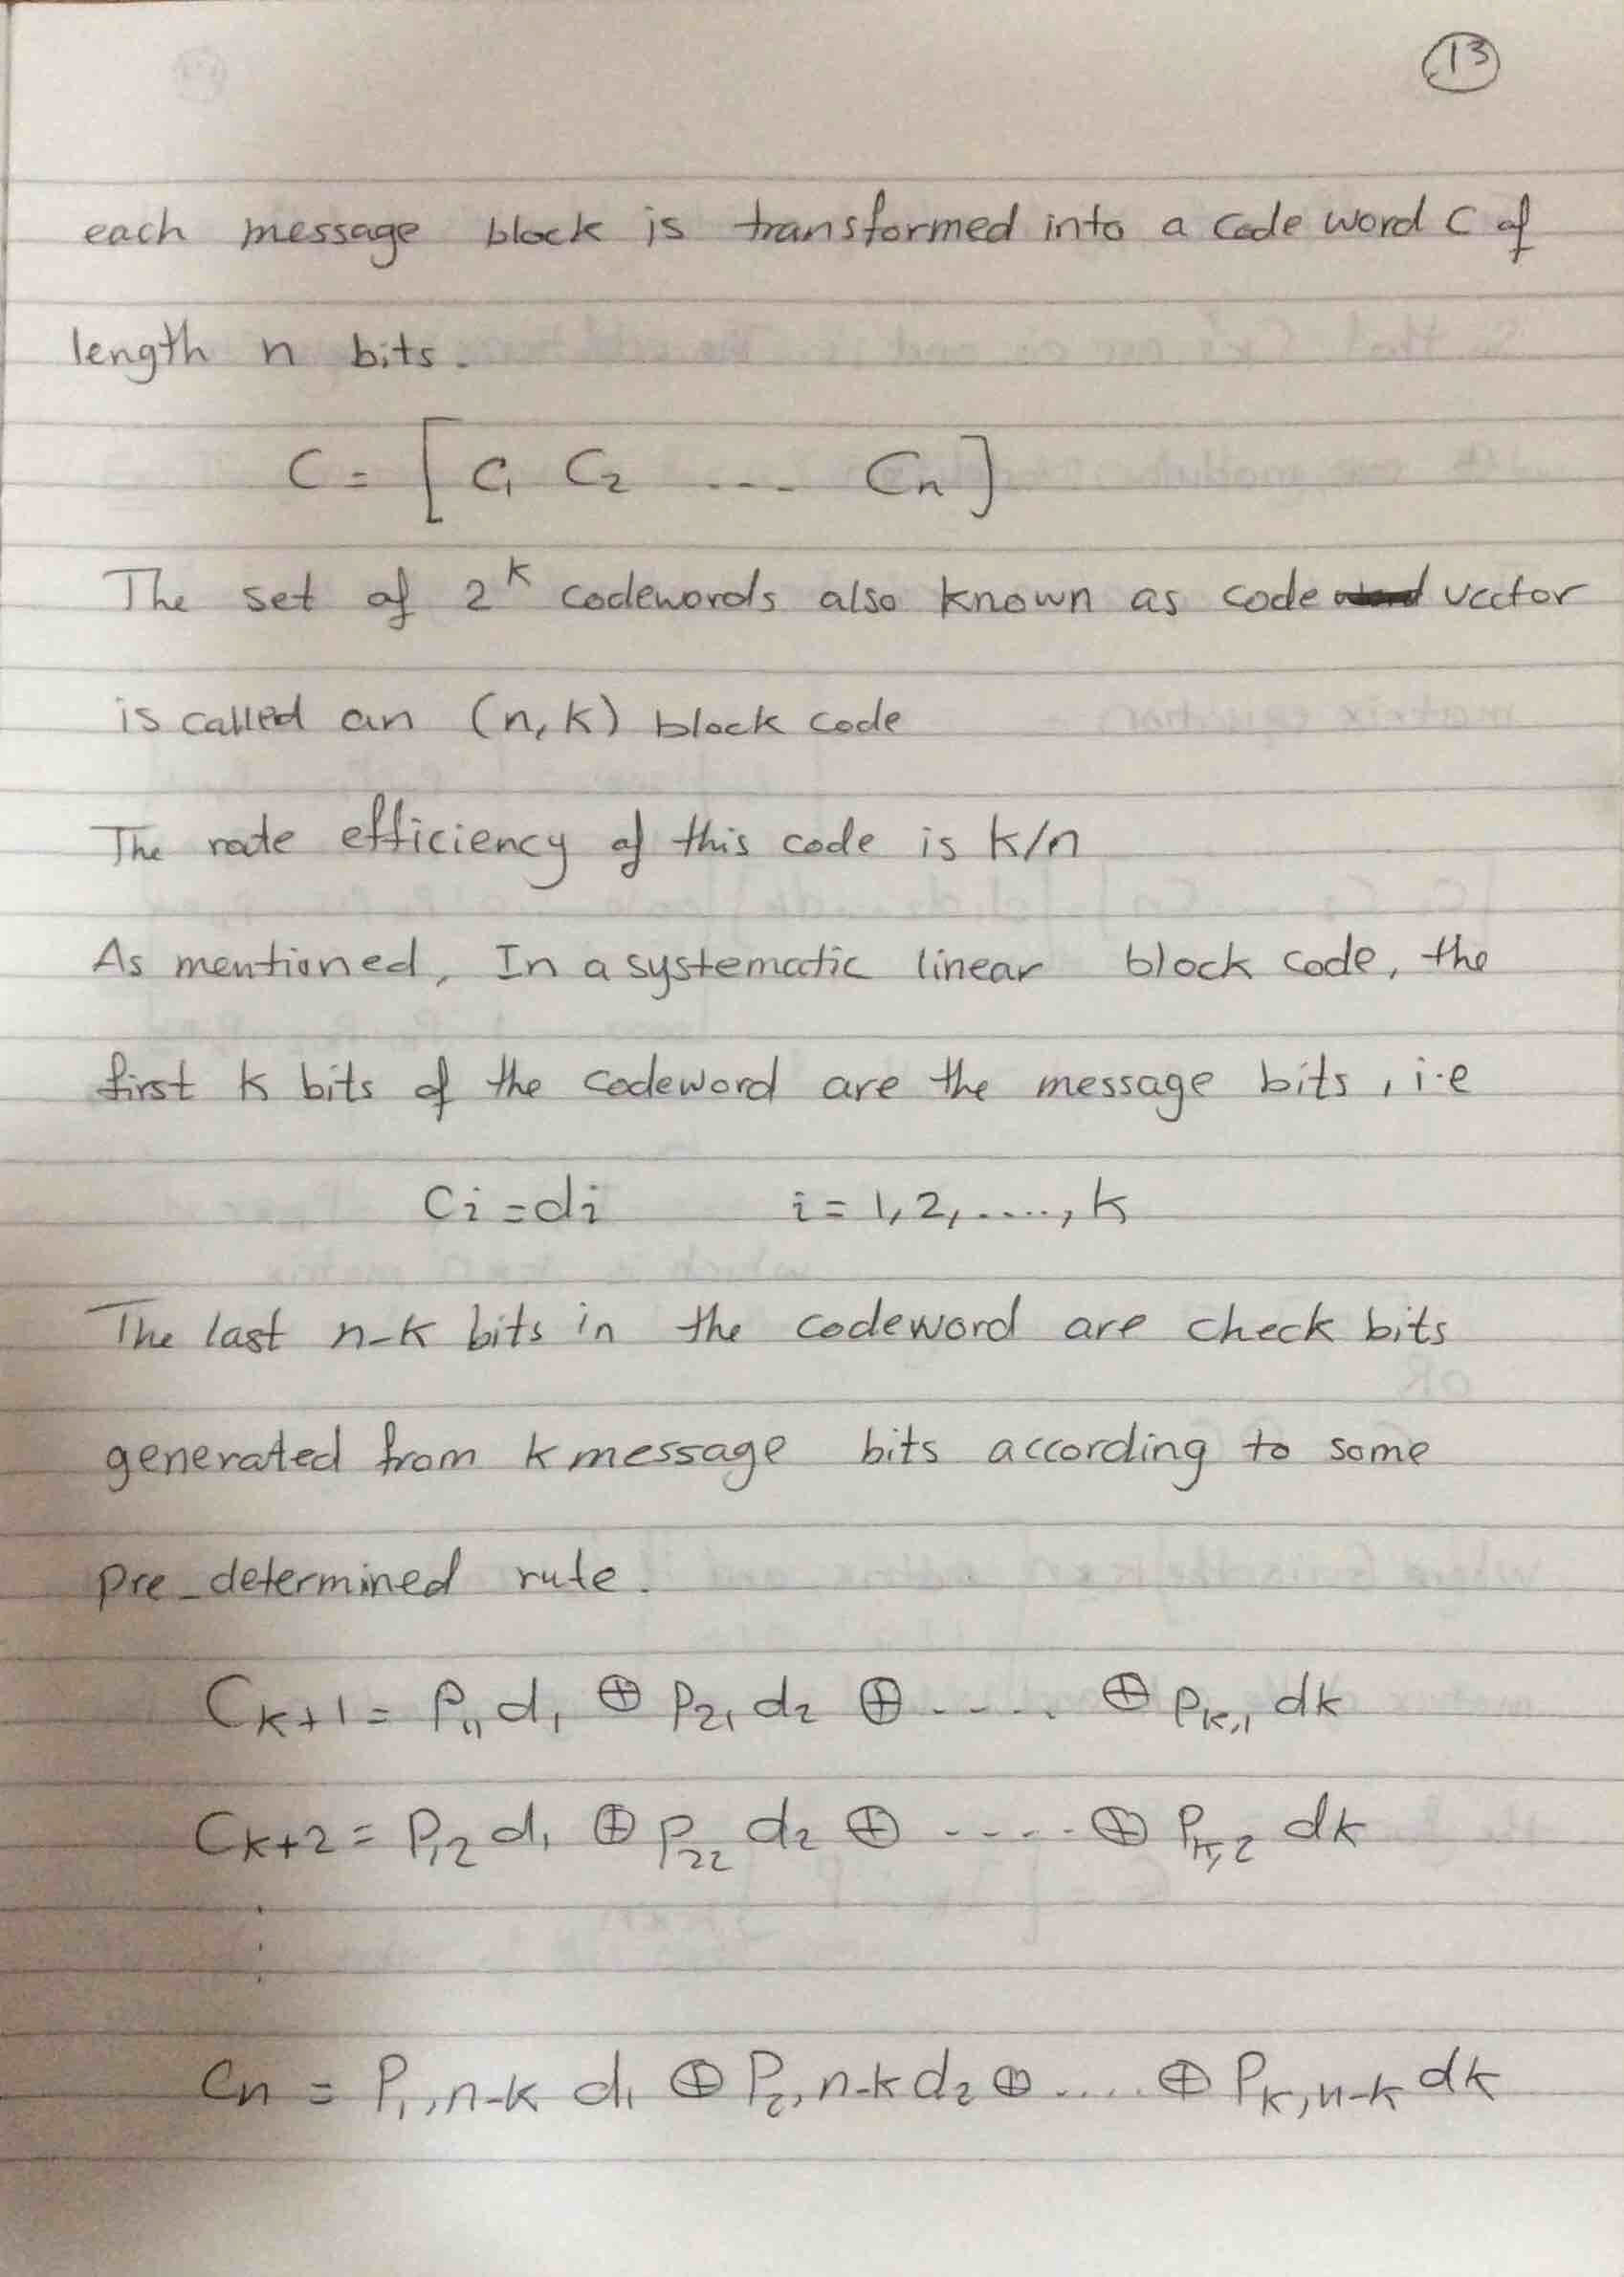 13
each message block is transformed into a code word C of
length n bits.
C = [ C₁ C₂ .... Cn ]
The set of 2ᵏ codewords also known as code vector
is called an (n, k) block code
The rate efficiency of this code is k/n
As mentioned, In a systematic linear block code, the
first k bits of the codeword are the message bits, i.e
Ci = di i = 1, 2, ...., k
The last n-k bits in the codeword are check bits
generated from k message bits according to some
pre-determined rule.
Ck+1 = P₁₁ d₁ ⊕ P₂₁ d₂ ⊕ .... ⊕ Pk,1 dk
Ck+2 = P₁₂ d₁ ⊕ P₂₂ d₂ ⊕ ..... ⊕ Pk,2 dk
⋮
Cn = P₁,n-k d₁ ⊕ P₂,n-k d₂ ⊕ .... ⊕ Pk,n-k dk